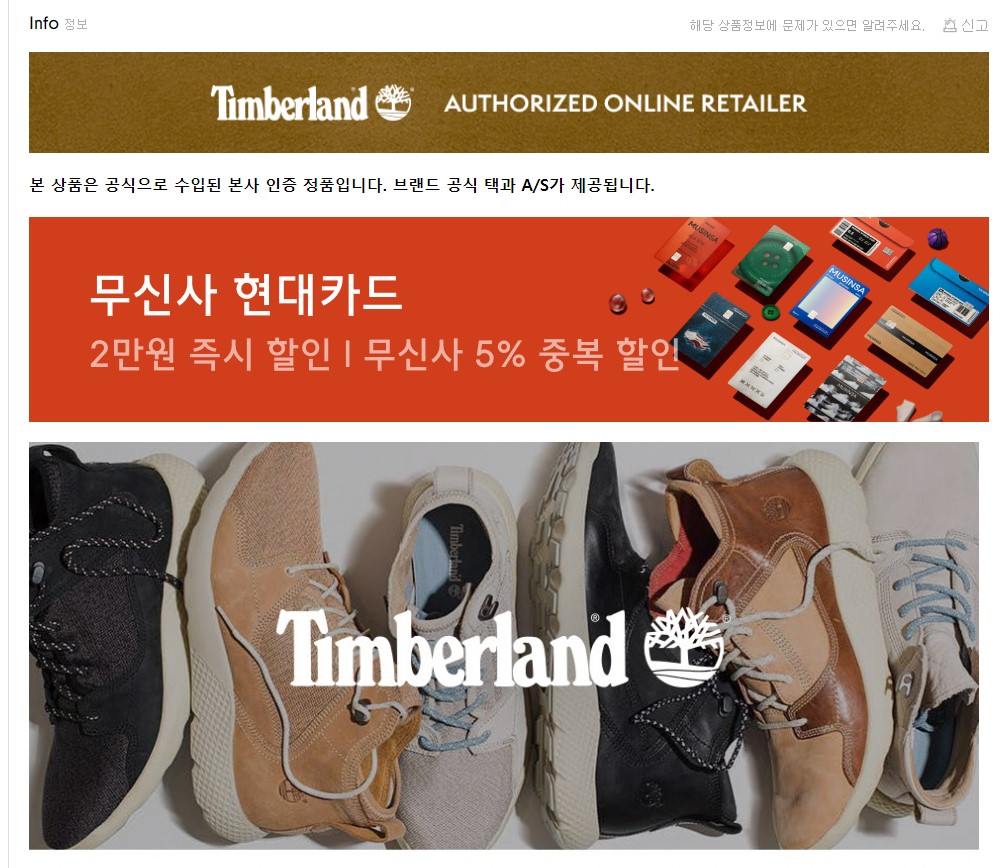 Info 정보
해당 상품정보에 문제가 있으면 알려주세요. 신고
Timberland® AUTHORIZED ONLINE RETAILER
본 상품은 공식으로 수입된 본사 인증 정품입니다. 브랜드 공식 택과 A/S가 제공됩니다.
무신사 현대카드
2만원 즉시 할인 | 무신사 5% 중복 할인
MUSINSA
MUSINSA
MUSINSA
Timberland
Timberland®